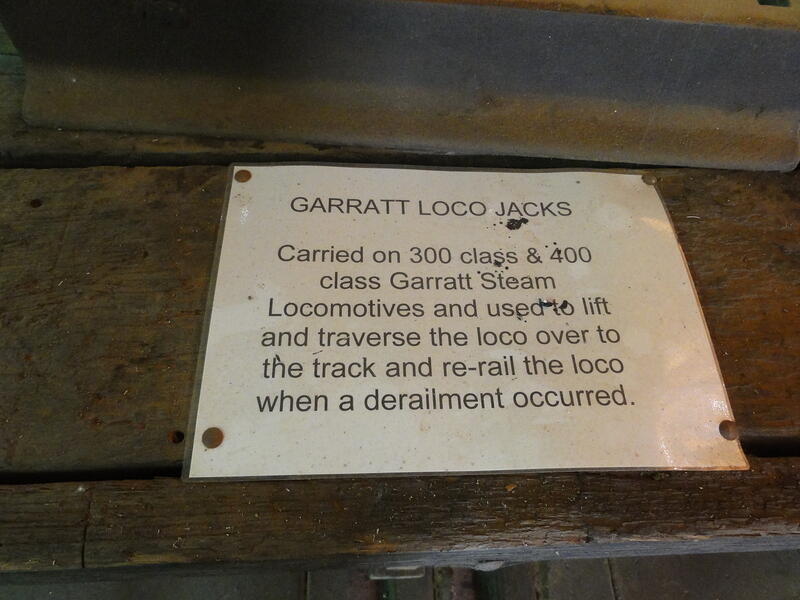 GARRATT LOCO JACKS
Carried on 300 class & 400
class Garratt Steam
Locomotives and used to lift
and traverse the loco over to
the track and re-rail the loco
when a derailment occurred.